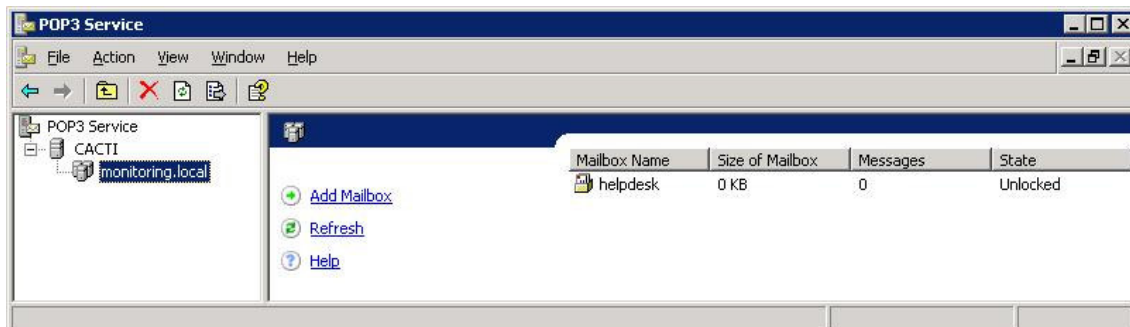 POP3 Service
File Action View Window Help
POP3 Service
CACTI
monitoring.local
Add Mailbox
Refresh
Help
Mailbox Name Size of Mailbox Messages State
helpdesk 0 KB 0 Unlocked